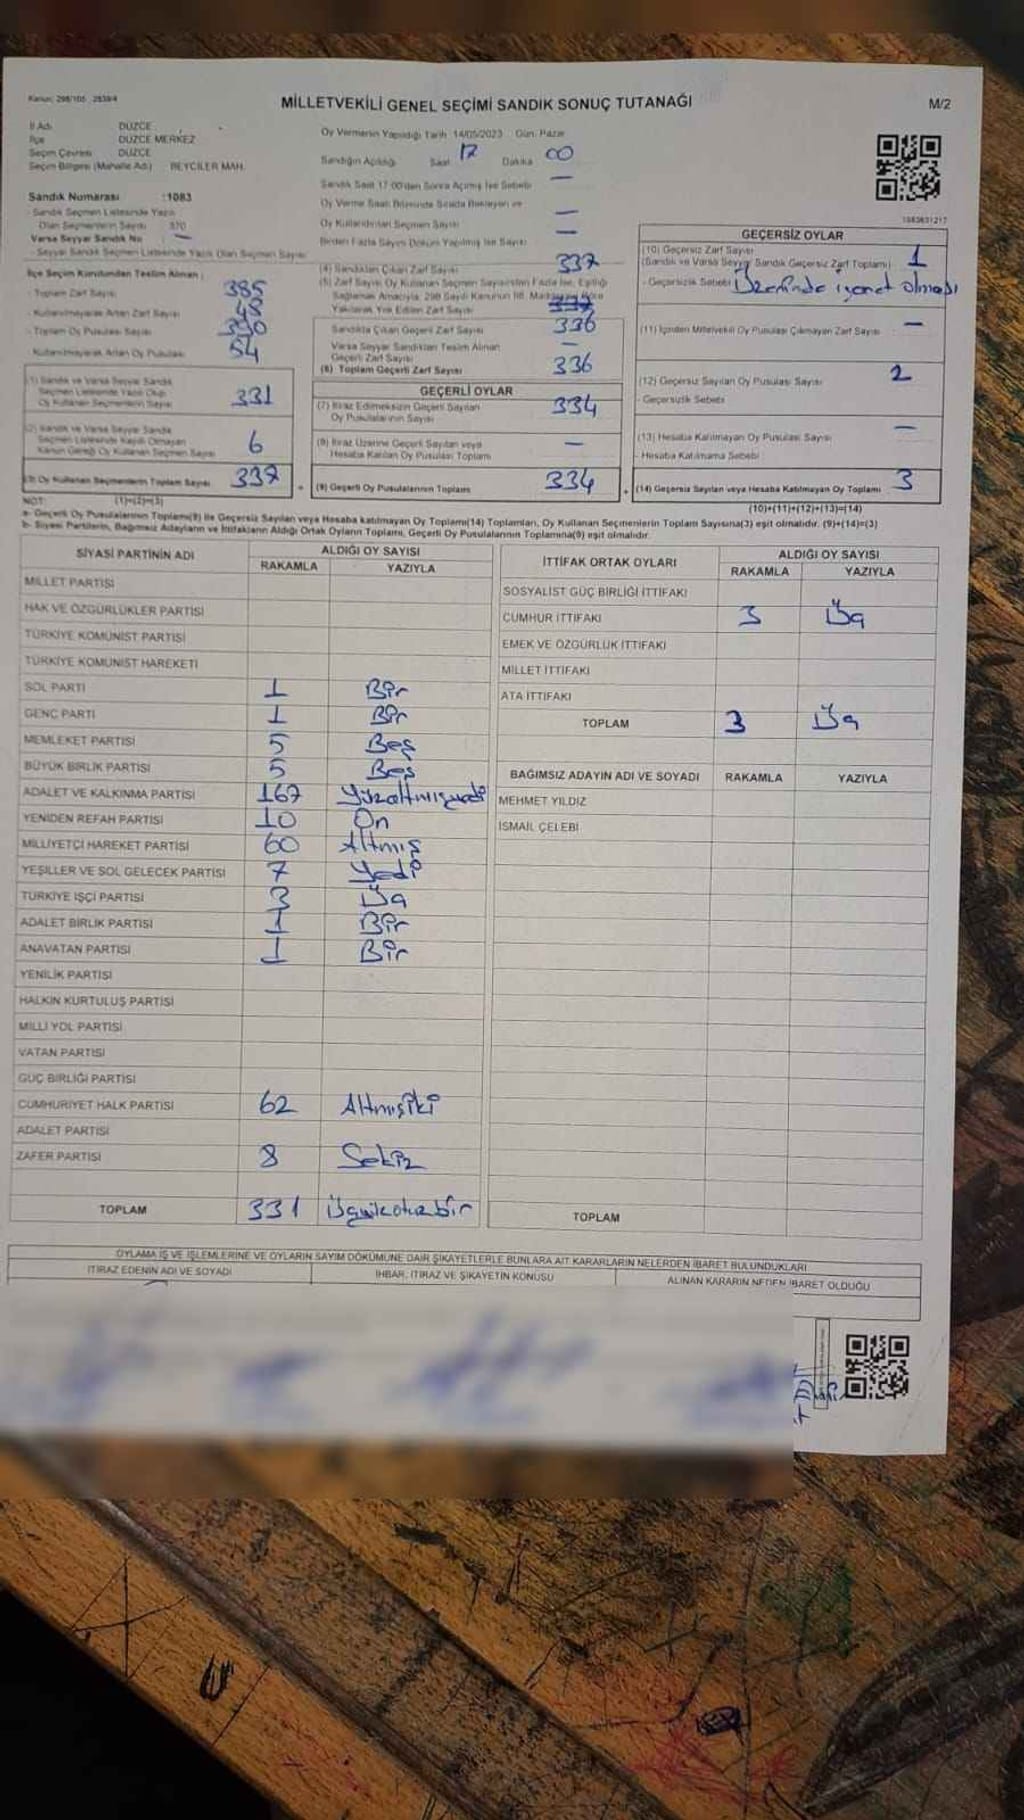 Kanun: 298/105 2839/4
MİLLETVEKİLİ GENEL SEÇİMİ SANDIK SONUÇ TUTANAĞI
M/2
İl Adı DÜZCE
İlçe DÜZCE MERKEZ
Seçim Çevresi DÜZCE
Seçim Bölgesi (Mahalle Adı) BEYCİLER MAH.
Sandık Numarası :1083
- Sandık Seçmen Listesinde Yazılı
Olan Seçmenlerin Sayısı 370
Varsa Seyyar Sandık No —
- Seyyar Sandık Seçmen Listesinde Yazılı Olan Seçmen Sayısı
Oy Vermenin Yapıldığı Tarih 14/05/2023 Gün: Pazar
Sandığın Açıldığı Saat 17 Dakika 00
Sandık Saat 17:00'den Sonra Açılmış İse Sebebi —
Oy Verme Saati Bitiminde Sırada Bekleyen ve
Oy Kullandırılan Seçmen Sayısı —
Birden Fazla Sayım Döküm Yapılmış İse Sayısı —
1083631217
İlçe Seçim Kurulundan Teslim Alınan ;
- Toplam Zarf Sayısı 385
- Kullanılmayarak Artan Zarf Sayısı 48
- Toplam Oy Pusulası Sayısı
Kullanılmayarak Artan Oy Pusulası 54
(1) Sandık ve Varsa Seyyar Sandık
Seçmen Listesinde Yazılı Olup
Oy Kullanan Seçmenlerin Sayısı 331
(2) Sandık ve Varsa Seyyar Sandık
Seçmen Listesinde Kaydı Olmayan
Kanun Gereği Oy Kullanan Seçmen Sayısı 6
(3) Oy Kullanan Seçmenlerin Toplam Sayısı 337
(1)+(2)=(3)
(4) Sandıktan Çıkan Zarf Sayısı 337
(5) Zarf Sayısı Oy Kullanan Seçmen Sayısından Fazla İse, Eşitliği
Sağlamak Amacıyla, 298 Sayılı Kanunun 98. Maddesine Göre
Yakılarak Yok Edilen Zarf Sayısı
Sandıkta Çıkan Geçerli Zarf Sayısı 336
Varsa Seyyar Sandıktan Teslim Alınan
Geçerli Zarf Sayısı —
(6) Toplam Geçerli Zarf Sayısı 336
GEÇERLİ OYLAR
(7) İtiraz Edilmeksizin Geçerli Sayılan
Oy Pusulalarının Sayısı 334
(8) İtiraz Üzerine Geçerli Sayılan veya
Hesaba Katılan Oy Pusulası Toplamı —
(9) Geçerli Oy Pusulalarının Toplamı 334
GEÇERSİZ OYLAR
(10) Geçersiz Zarf Sayısı
(Sandık ve Varsa Seyyar Sandık Geçersiz Zarf Toplamı) 1
- Geçersizlik Sebebi Üzerinde işaret olması
(11) İçinden Milletvekili Oy Pusulası Çıkmayan Zarf Sayısı —
(12) Geçersiz Sayılan Oy Pusulası Sayısı 2
- Geçersizlik Sebebi
(13) Hesaba Katılmayan Oy Pusulası Sayısı —
- Hesaba Katılmama Sebebi
(14) Geçersiz Sayılan veya Hesaba Katılmayan Oy Toplamı 3
(10)+(11)+(12)+(13)=(14)
NOT:
a- Geçerli Oy Pusulası Toplamı(9) ile Geçersiz Sayılan veya Hesaba katılmayan Oy Toplamı(14) Toplamları, Oy Kullanan Seçmenlerin Toplam Sayısına(3) eşit olmalıdır. (9)+(14)=(3)
b- Siyasi Partilerin, Bağımsız Adayların ve İttifakların Aldığı Ortak Oyların Toplamı, Geçerli Oy Pusulalarının Toplamına(9) eşit olmalıdır.
SİYASİ PARTİNİN ADI ALDIĞI OY SAYISI
RAKAMLA YAZIYLA
MİLLET PARTİSİ
HAK VE ÖZGÜRLÜKLER PARTİSİ
TÜRKİYE KOMÜNİST PARTİSİ
TÜRKİYE KOMÜNİST HAREKETİ
SOL PARTİ 1 Bir
GENÇ PARTİ 1 Bir
MEMLEKET PARTİSİ 5 Beş
BÜYÜK BİRLİK PARTİSİ 5 Beş
ADALET VE KALKINMA PARTİSİ 167 Yüzaltmışyedi
YENİDEN REFAH PARTİSİ 10 On
MİLLİYETÇİ HAREKET PARTİSİ 60 Altmış
YEŞİLLER VE SOL GELECEK PARTİSİ 7 Yedi
TÜRKİYE İŞÇİ PARTİSİ 3 Üç
ADALET BİRLİK PARTİSİ 1 Bir
ANAVATAN PARTİSİ 1 Bir
YENİLİK PARTİSİ
HALKIN KURTULUŞ PARTİSİ
MİLLİ YOL PARTİSİ
VATAN PARTİSİ
GÜÇ BİRLİĞİ PARTİSİ
CUMHURİYET HALK PARTİSİ 62 Altmışiki
ADALET PARTİSİ
ZAFER PARTİSİ 8 Sekiz
TOPLAM 331 Üçyüzotuzbir
İTTİFAK ORTAK OYLARI ALDIĞI OY SAYISI
RAKAMLA YAZIYLA
SOSYALİST GÜÇ BİRLİĞİ İTTİFAKI
CUMHUR İTTİFAKI 3 Üç
EMEK VE ÖZGÜRLÜK İTTİFAKI
MİLLET İTTİFAKI
ATA İTTİFAKI
TOPLAM 3 Üç
BAĞIMSIZ ADAYIN ADI VE SOYADI RAKAMLA YAZIYLA
MEHMET YILDIZ
İSMAİL ÇELEBİ
TOPLAM
OYLAMA İŞ VE İŞLEMLERİNE VE OYLARIN SAYIM DÖKÜMÜNE DAİR ŞİKAYETLERLE BUNLARA AİT KARARLARIN NELERDEN İBARET BULUNDUKLARI
İTİRAZ EDENİN ADI VE SOYADI İHBAR, İTİRAZ VE ŞİKAYETİN KONUSU ALINAN KARARIN NEDEN İBARET OLDUĞU